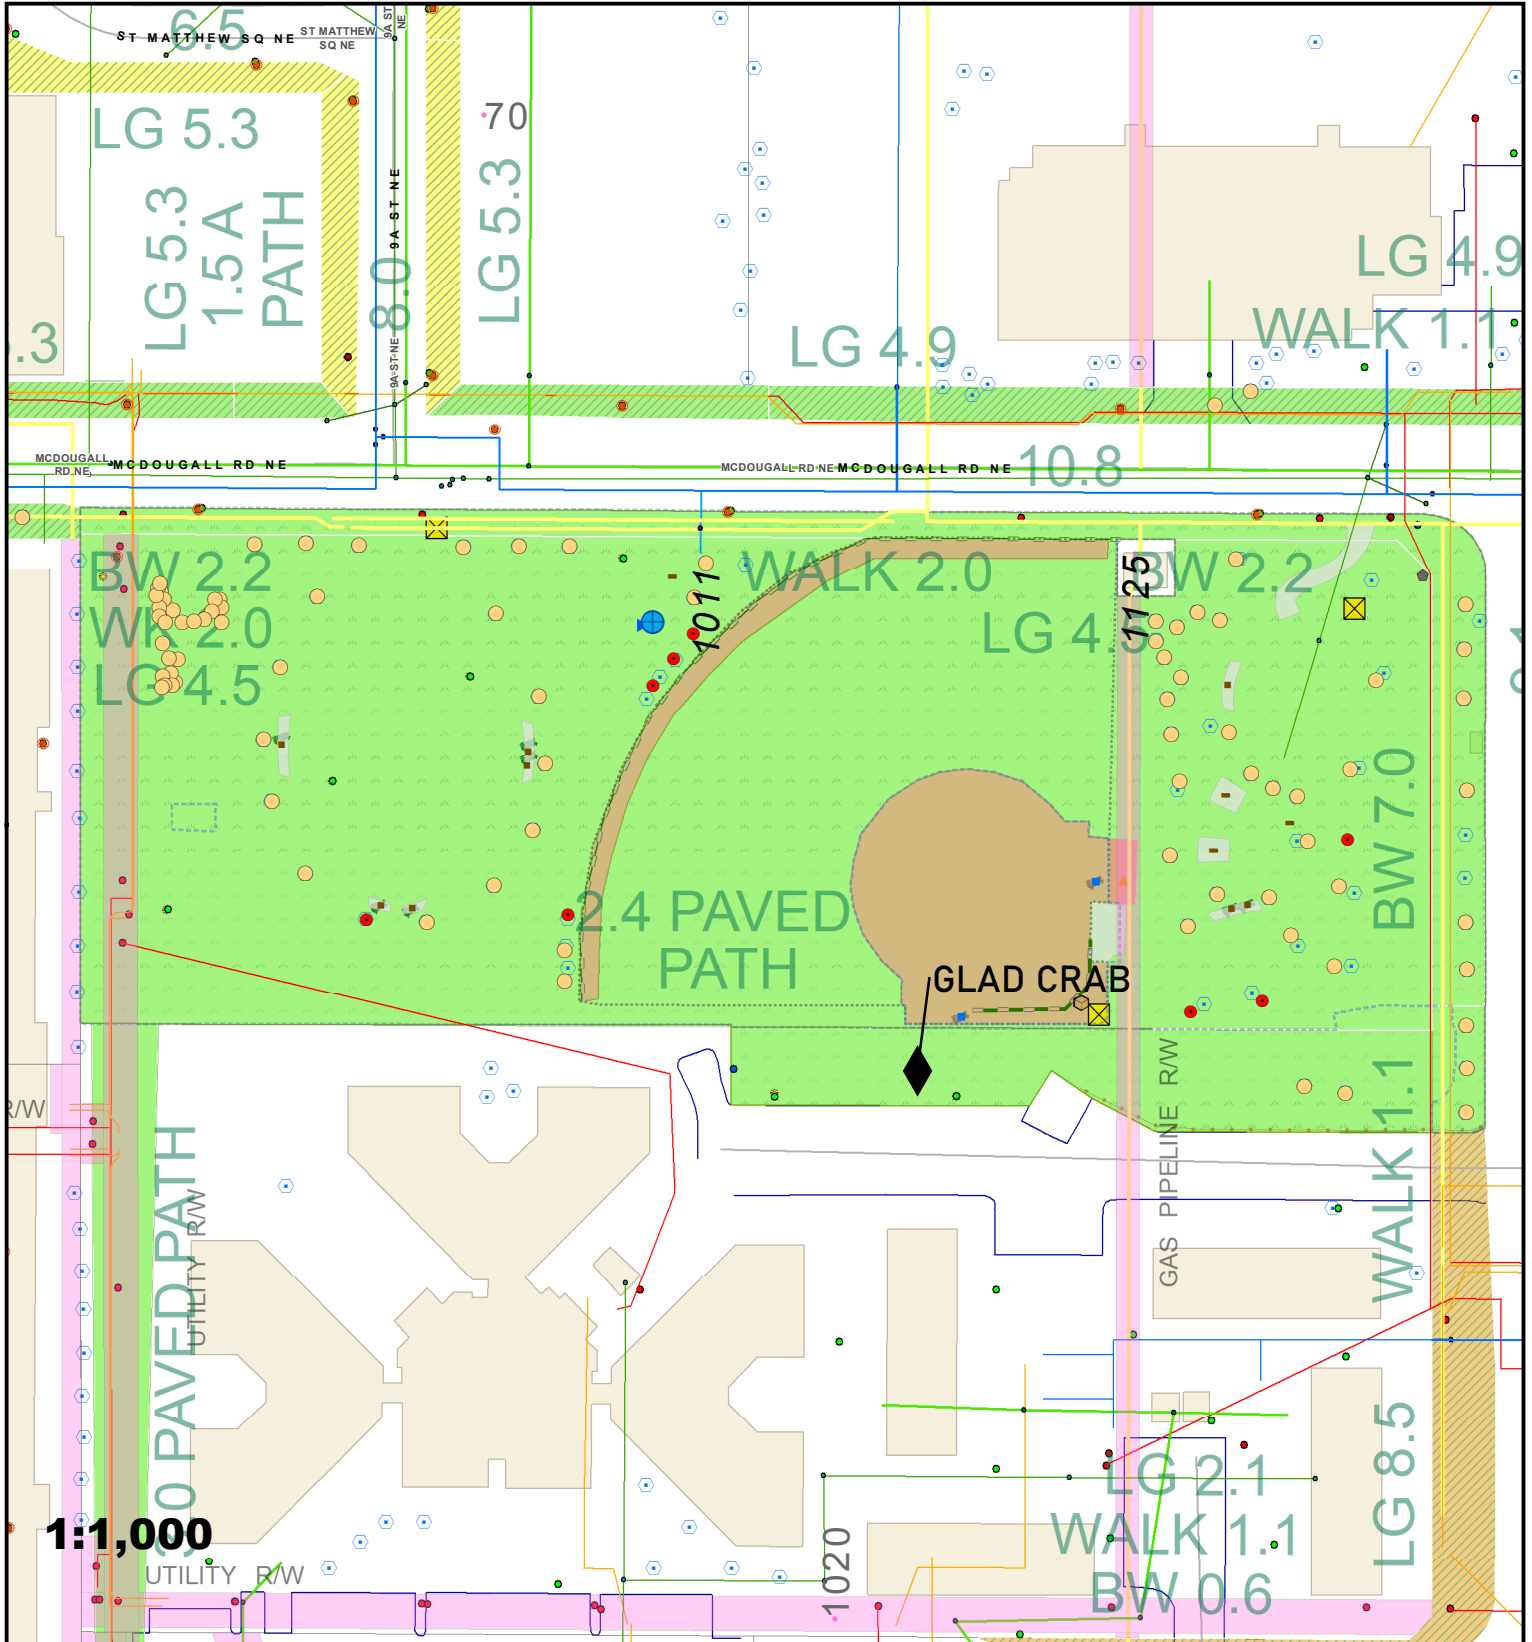 6.5
ST MATTHEW SQ NE
ST MATTHEW
SQ NE
9A ST
NE
LG 5.3
70
LG 5.3
1.5 A
PATH
9A ST NE
8.0
LG 5.3
LG 4.9
.3
LG 4.9
WALK 1.1
9A-ST-NE
MCDOUGALL
RD NE
MCDOUGALL RD NE
MCDOUGALL RD NE
MCDOUGALL RD NE
10.8
BW 2.2
WK 2.0
LG 4.5
1011
WALK 2.0
LG 4.5
1125
BW 2.2
BW 7.0
2.4 PAVED
PATH
GLAD CRAB
R/W
3.0 PAVED PATH
UTILITY R/W
GAS PIPELINE R/W
WALK 1.1
LG 8.5
LG 2.1
WALK 1.1
BW 0.6
1:1,000
UTILITY R/W
1020